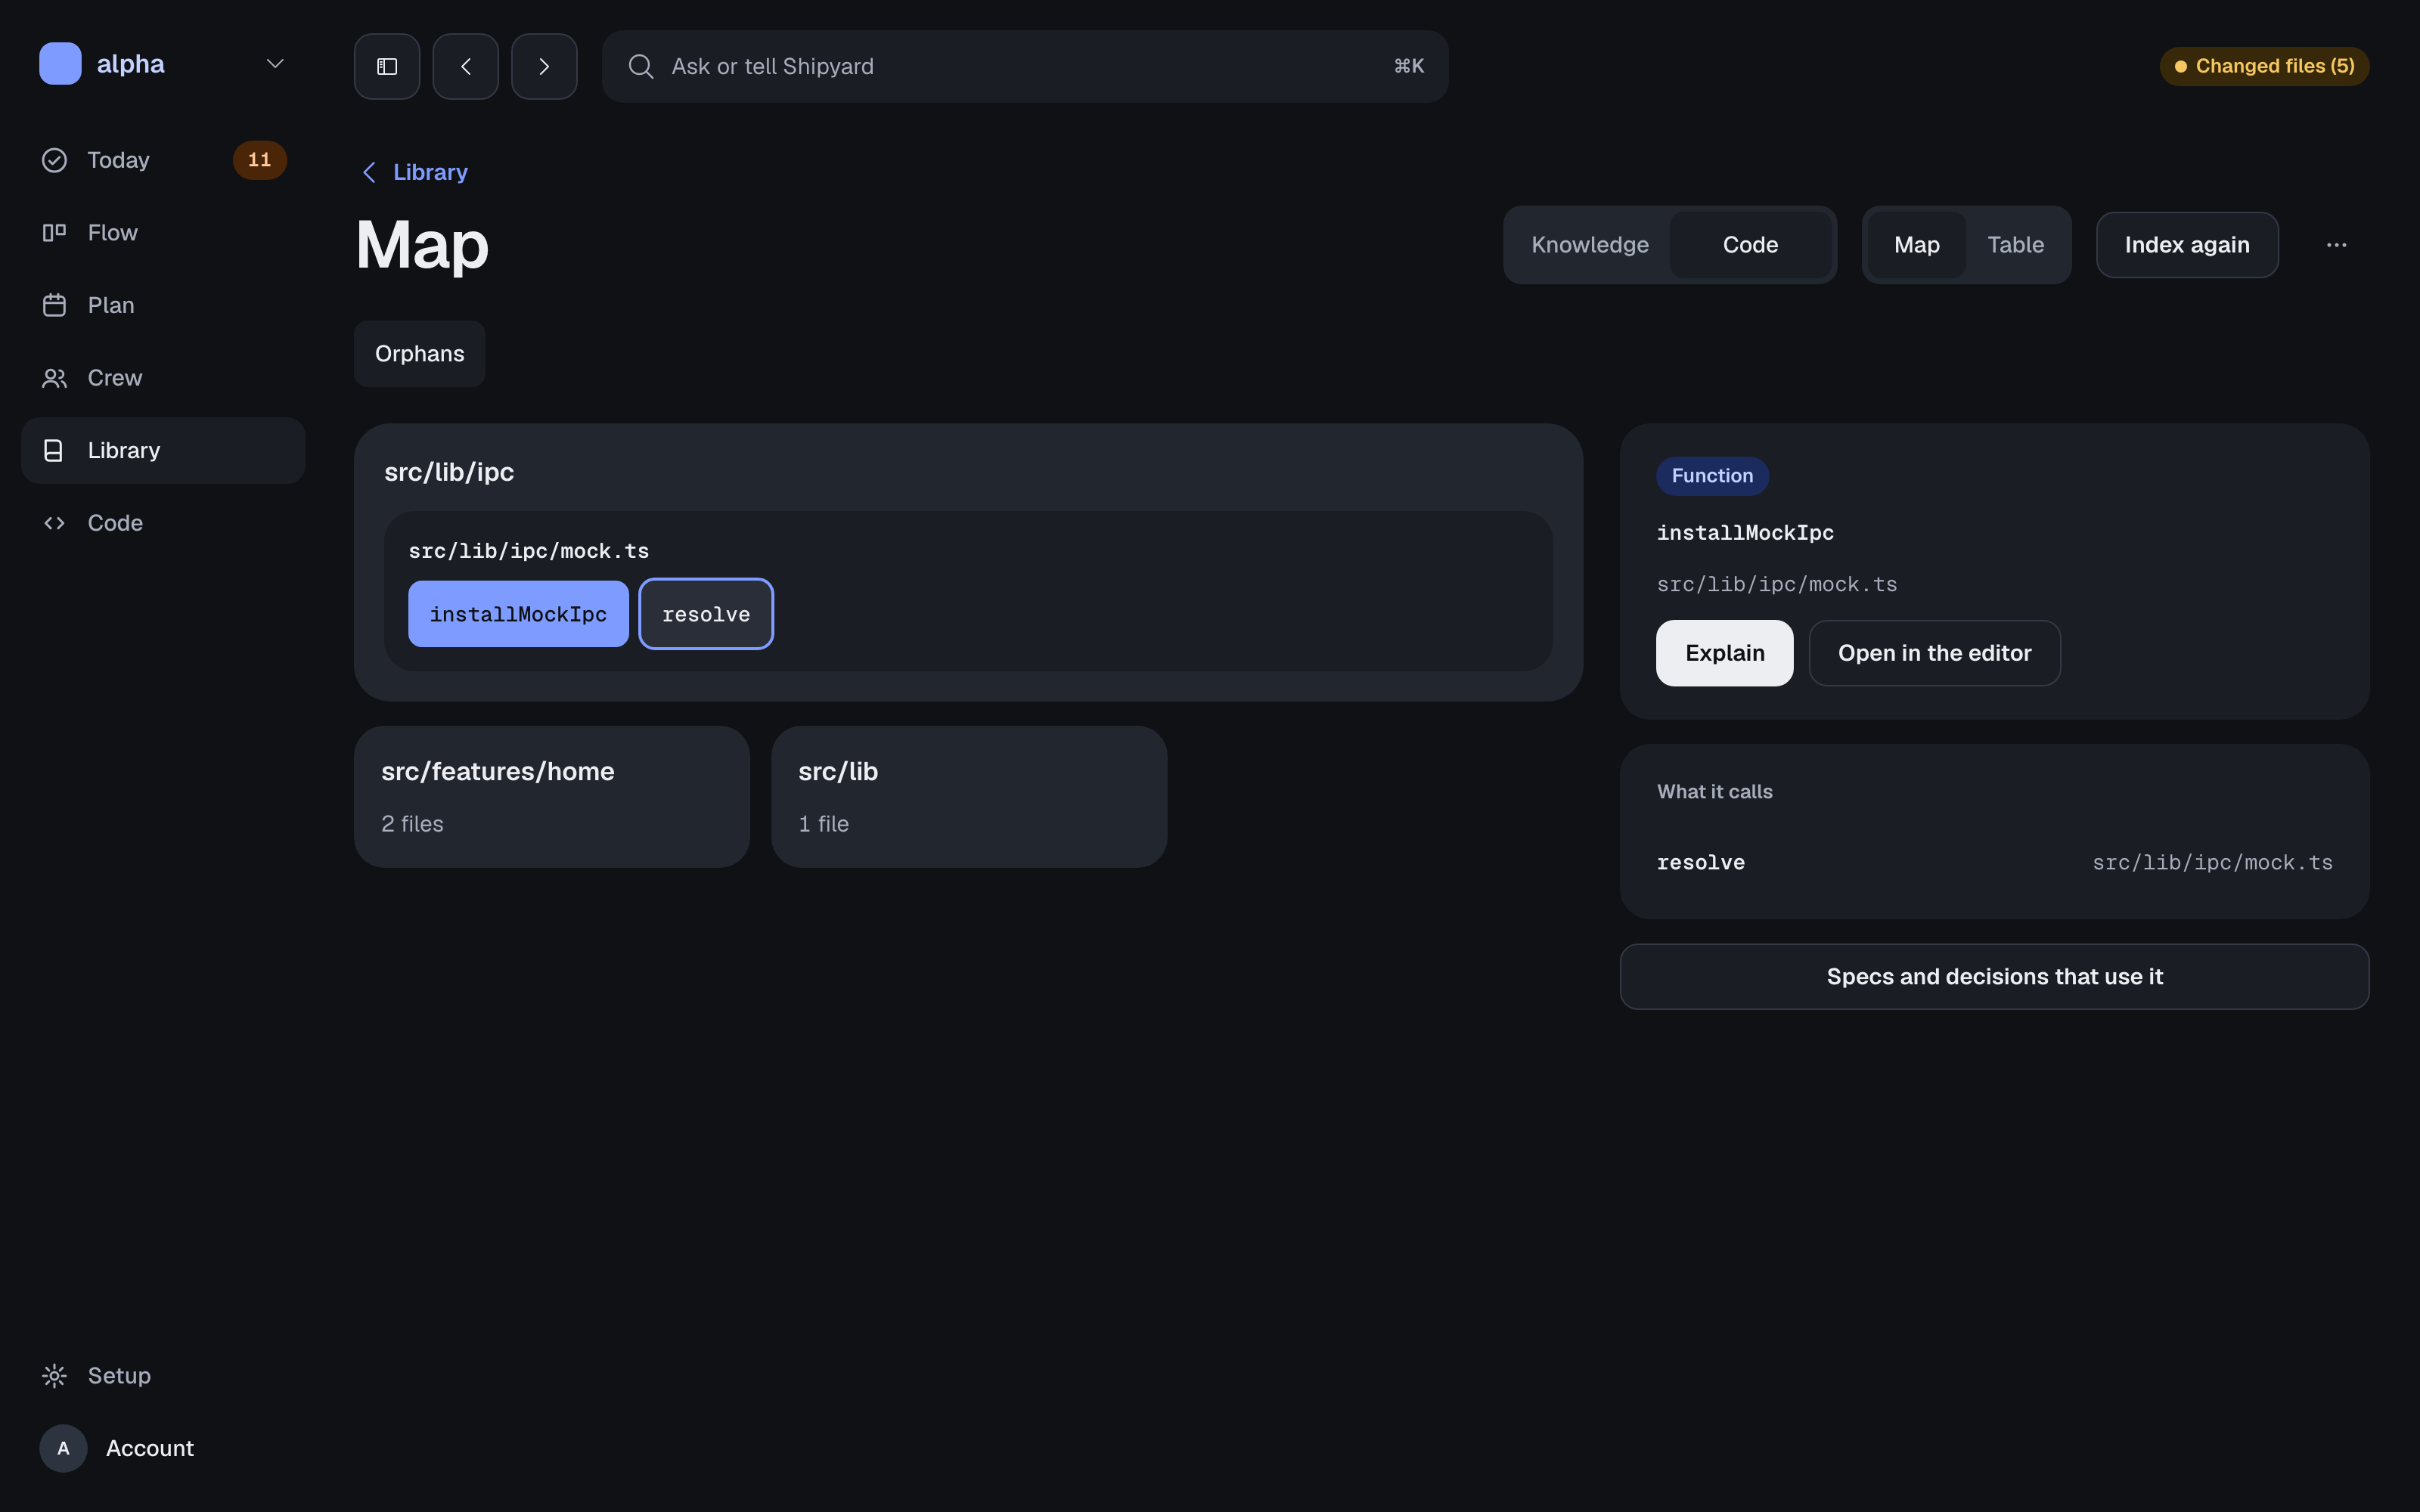 alpha
Ask or tell Shipyard
⌘K
Changed files (5)
Today
11
Flow
Plan
Crew
Library
Code
Setup
A
Account
Library
Map
Knowledge
Code
Map
Table
Index again
Orphans
src/lib/ipc
src/lib/ipc/mock.ts
installMockIpc
resolve
src/features/home
2 files
src/lib
1 file
Function
installMockIpc
src/lib/ipc/mock.ts
Explain
Open in the editor
What it calls
resolve
src/lib/ipc/mock.ts
Specs and decisions that use it